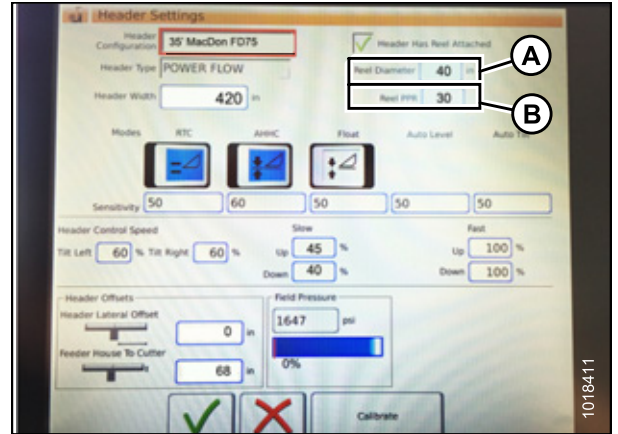 Header Settings
Header Configuration 35' MacDon FD75 Header Has Reel Attached
Header Type POWER FLOW Reel Diameter 40 in A
Header Width 420 in Reel PPR 30 B
Modes RTC AHHC Float Auto Level Auto Tilt
Sensitivity 50 60 50 50 50
Header Control Speed Slow Fast
Tilt Left 60 % Tilt Right 60 % Up 45 % Up 100 %
Down 40 % Down 100 %
Header Offsets Field Pressure
Header Lateral Offset 1647 psi
0 in
Feeder House To Cutter 0%
68 in
Calibrate
1018411